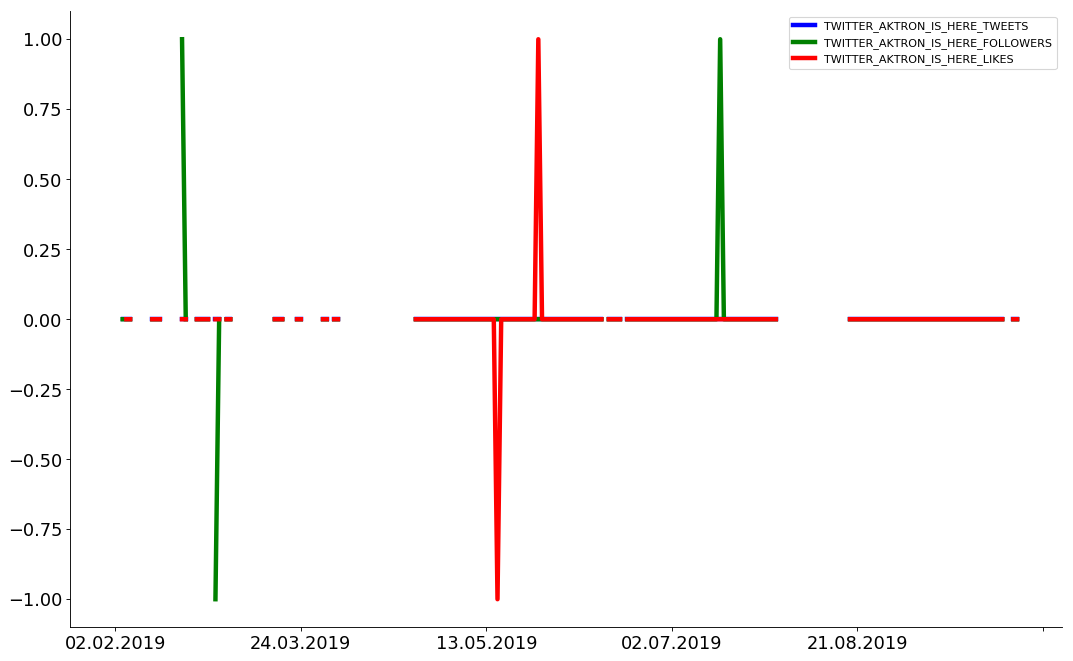 1.00
0.75
0.50
0.25
0.00
−0.25
−0.50
−0.75
−1.00
02.02.2019 24.03.2019 13.05.2019 02.07.2019 21.08.2019
TWITTER_AKTRON_IS_HERE_TWEETS
TWITTER_AKTRON_IS_HERE_FOLLOWERS
TWITTER_AKTRON_IS_HERE_LIKES